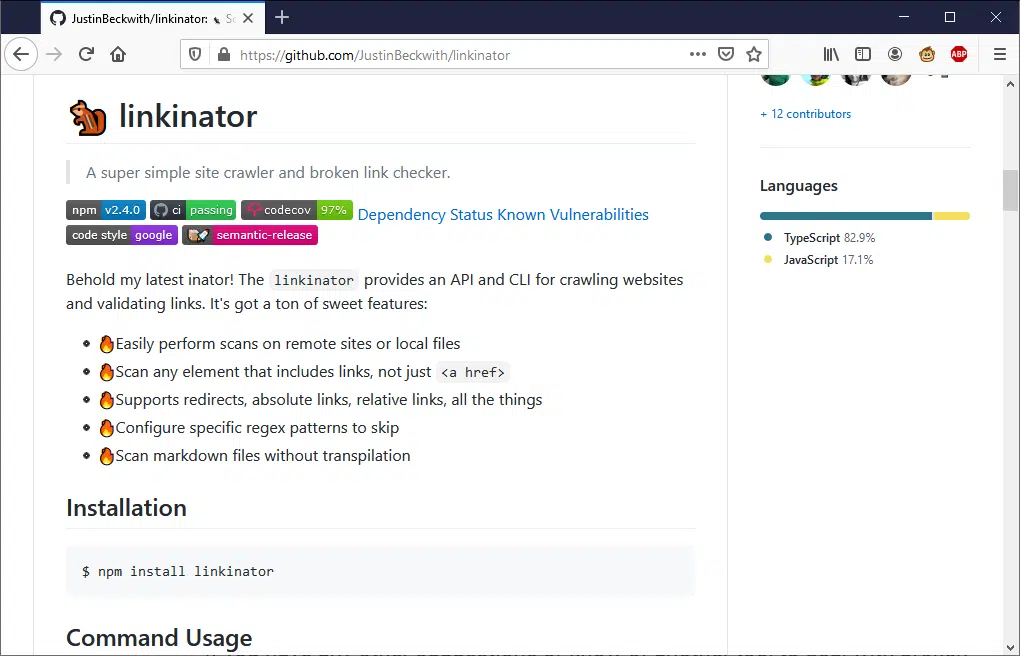 JustinBeckwith/linkinator:
https://github.com/JustinBeckwith/linkinator
ABP
linkinator
A super simple site crawler and broken link checker.
npm v2.4.0 ci passing codecov 97% Dependency Status Known Vulnerabilities
code style google semantic-release
Behold my latest inator! The linkinator provides an API and CLI for crawling websites
and validating links. It's got a ton of sweet features:
Easily perform scans on remote sites or local files
Scan any element that includes links, not just <a href>
Supports redirects, absolute links, relative links, all the things
Configure specific regex patterns to skip
Scan markdown files without transpilation
Installation
$ npm install linkinator
Command Usage
+ 12 contributors
Languages
TypeScript 82.9%
JavaScript 17.1%